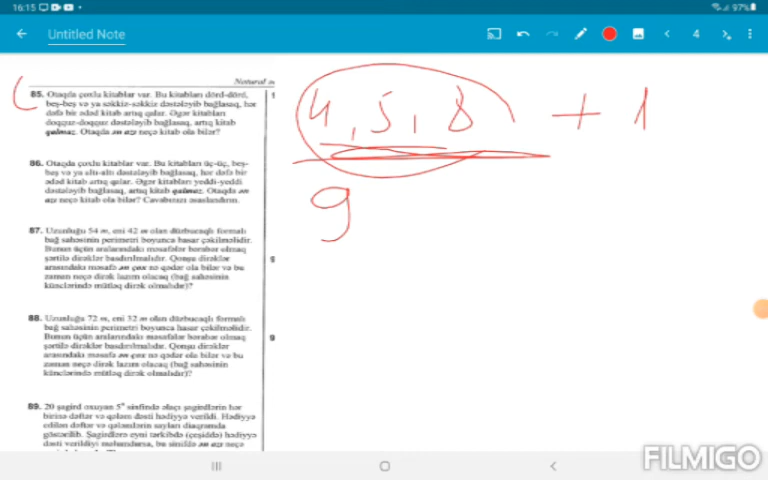 16:15
97%
Untitled Note
4
Natural
85. Otaqda çoxlu kitablar var. Bu kitabları dörd-dörd,
beş-beş və ya səkkiz-səkkiz dəstələyib bağlasaq, hər
dəfə bir ədəd kitab artıq qalar. Əgər kitabları
doqquz-doqquz dəstələyib bağlasaq, artıq kitab
qalmaz. Otaqda ən azı neçə kitab ola bilər?
86. Otaqda çoxlu kitablar var. Bu kitabları üç-üç, beş-
beş və ya altı-altı dəstələyib bağlasaq, hər dəfə bir
ədəd kitab artıq qalar. Əgər kitabları yeddi-yeddi
dəstələyib bağlasaq, artıq kitab qalmaz. Otaqda ən
azı neçə kitab ola bilər? Cavabınızı əsaslandırın.
87. Uzunluğu 54 m, eni 42 m olan düzbucaqlı formalı
bağ sahəsinin perimetri boyunca hasar çəkilməlidir.
Bunun üçün aralarındakı məsafələr bərabər olmaq
şərtilə dirəklər basdırılmalıdır. Qonşu dirəklər
arasındakı məsafə ən çox nə qədər ola bilər və bu
zaman neçə dirək lazım olacaq (bağ sahəsinin
künclərində mütləq dirək olmalıdır)?
88. Uzunluğu 72 m, eni 32 m olan düzbucaqlı formalı
bağ sahəsinin perimetri boyunca hasar çəkilməlidir.
Bunun üçün aralarındakı məsafələr bərabər olmaq
şərtilə dirəklər basdırılmalıdır. Qonşu dirəklər
arasındakı məsafə ən çox nə qədər ola bilər və bu
zaman neçə dirək lazım olacaq (bağ sahəsinin
künclərində mütləq dirək olmalıdır)?
89. 20 şagird oxuyan 5ᵃ sinfində əlaçı şagirdlərin hər
birinə dəftər və qələm dəsti hədiyyə verildi. Hədiyyə
edilən dəftər və qələmlərin sayları diaqramda
göstərilib. Şagirdlərə eyni tərkibdə (çeşiddə) hədiyyə
dəsti verildiyi məlumdursa, bu sinifdə ən azı neçə
4, 5, 8 + 1
9
FILMIGO